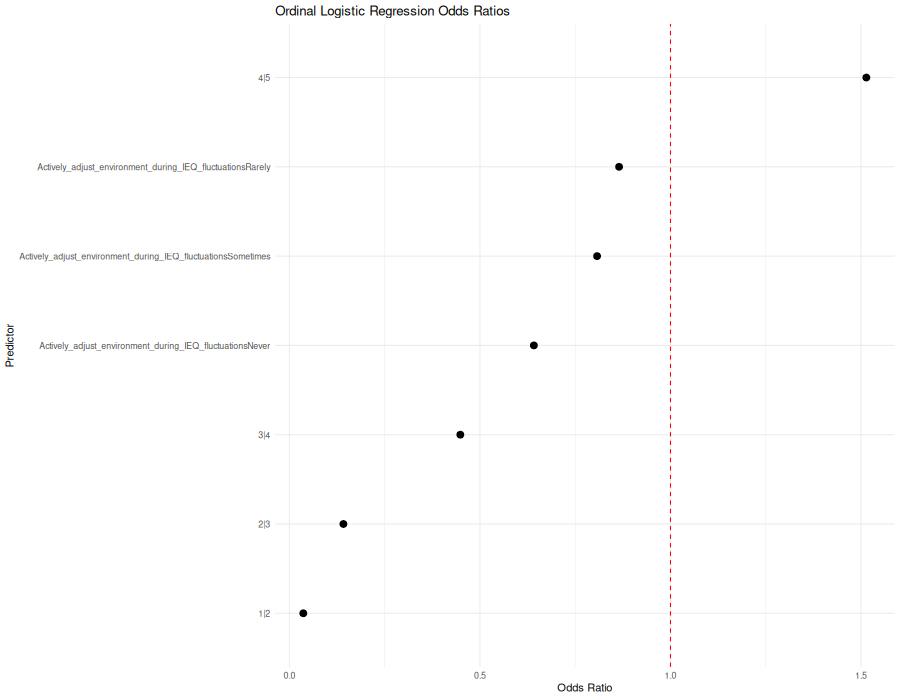 Ordinal Logistic Regression Odds Ratios
4|5
Actively_adjust_environment_during_IEQ_fluctuationsRarely
Actively_adjust_environment_during_IEQ_fluctuationsSometimes
Predictor
Actively_adjust_environment_during_IEQ_fluctuationsNever
3|4
2|3
1|2
0.0 0.5 1.0 1.5
Odds Ratio